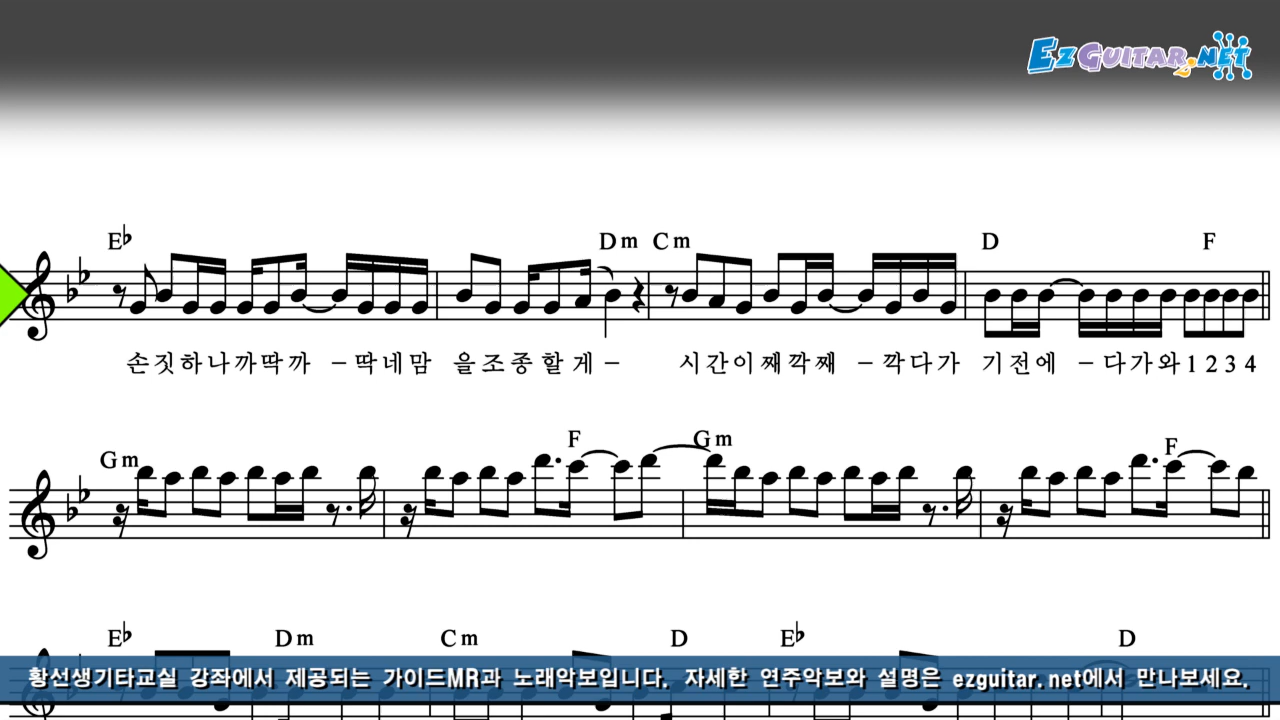 EzGuitar.net
E♭ Dm Cm D F
손짓하나까딱까 -딱네맘 을조종할게- 시간이째깍째 -깍다가 기전에 -다가와1234
Gm F Gm F
E♭ Dm Cm D E♭ D
황선생기타교실 강좌에서 제공되는 가이드MR과 노래악보입니다. 자세한 연주악보와 설명은 ezguitar.net에서 만나보세요.